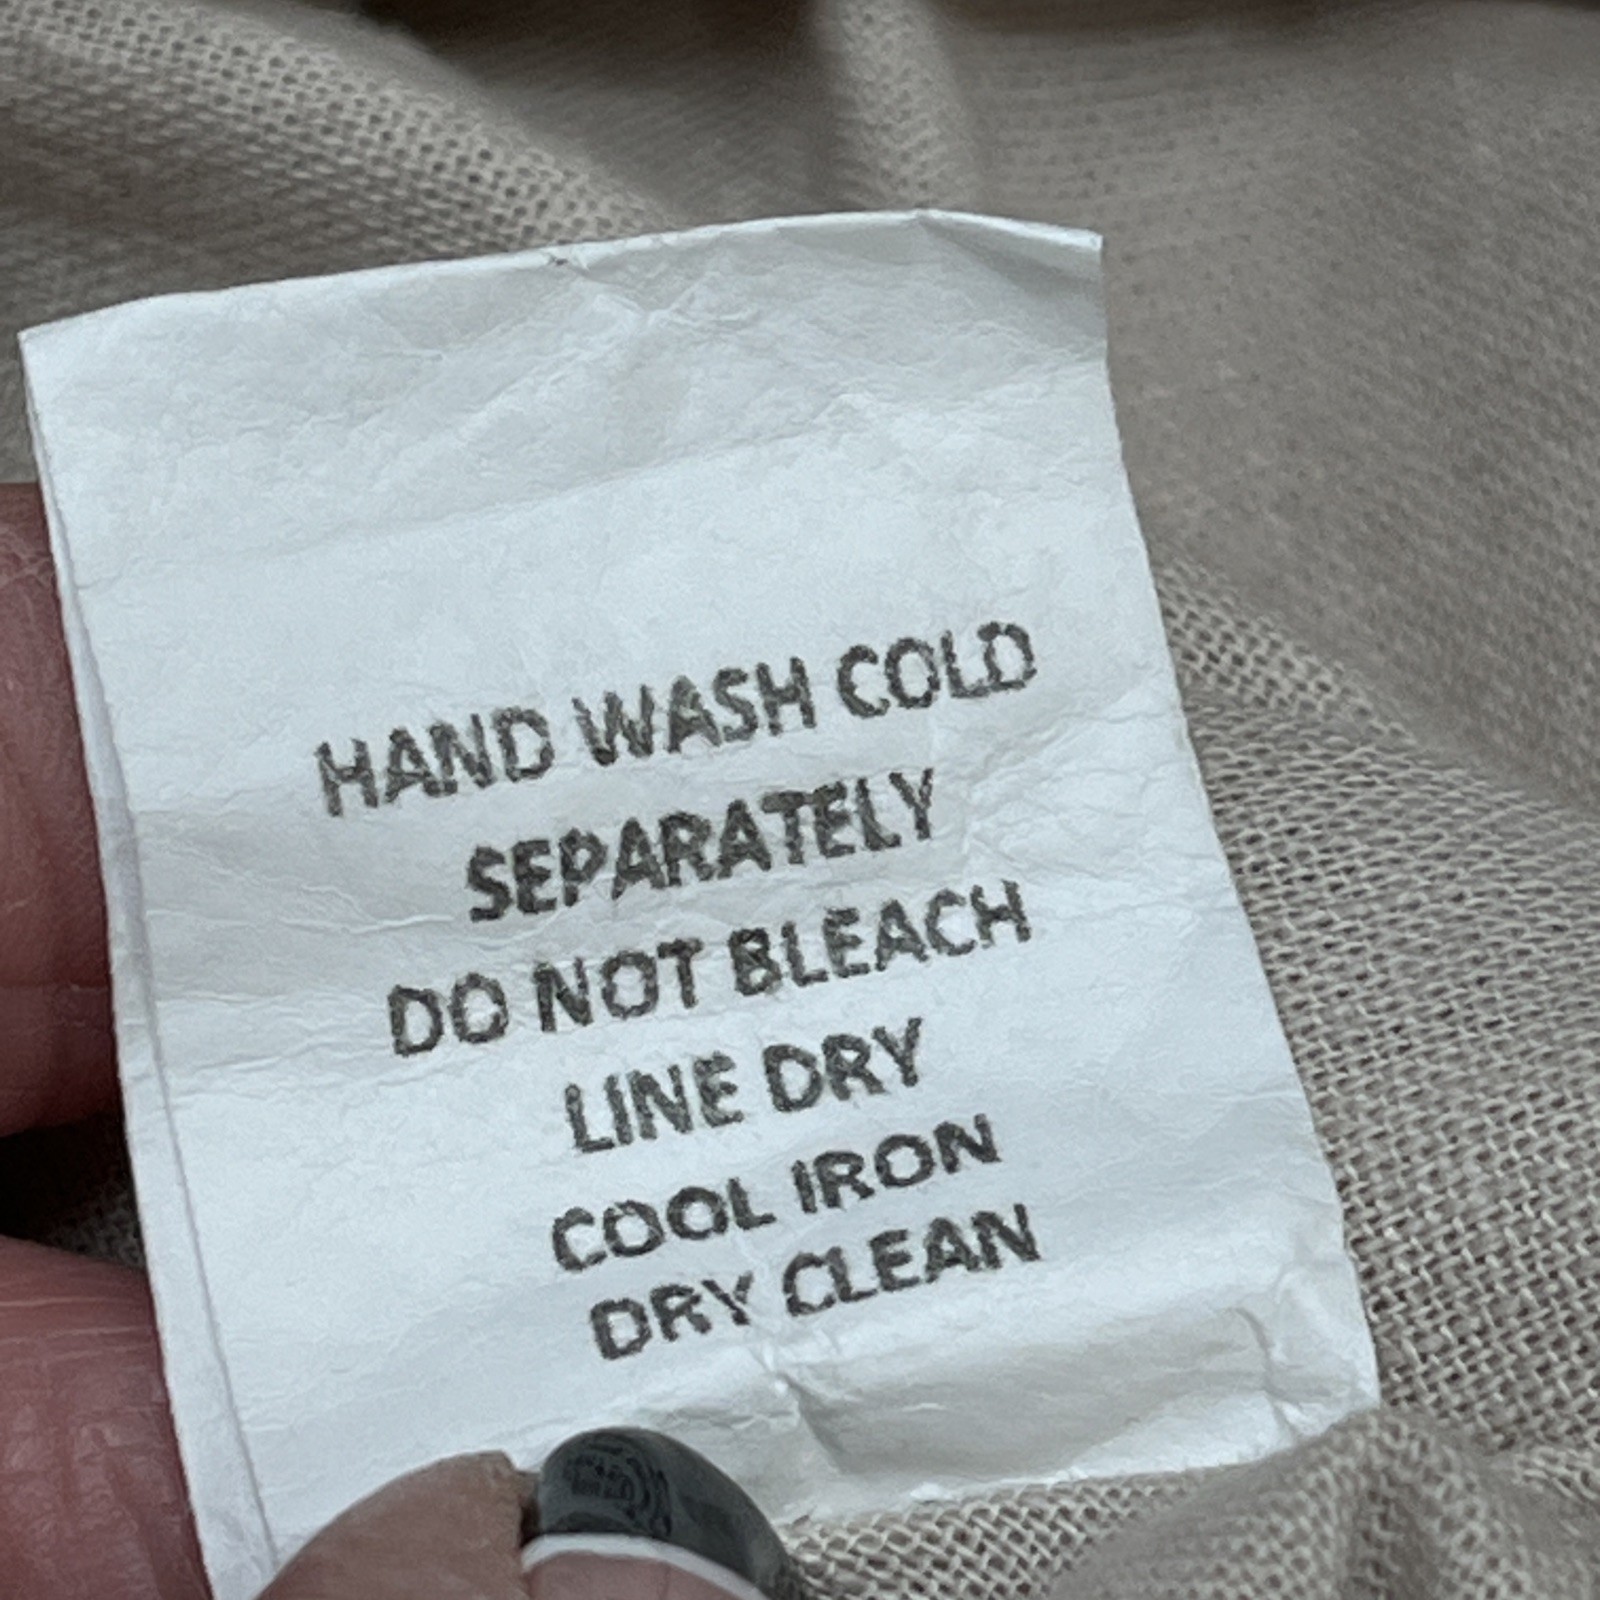 HAND WASH COLD
SEPARATELY
DO NOT BLEACH
LINE DRY
COOL IRON
DRY CLEAN